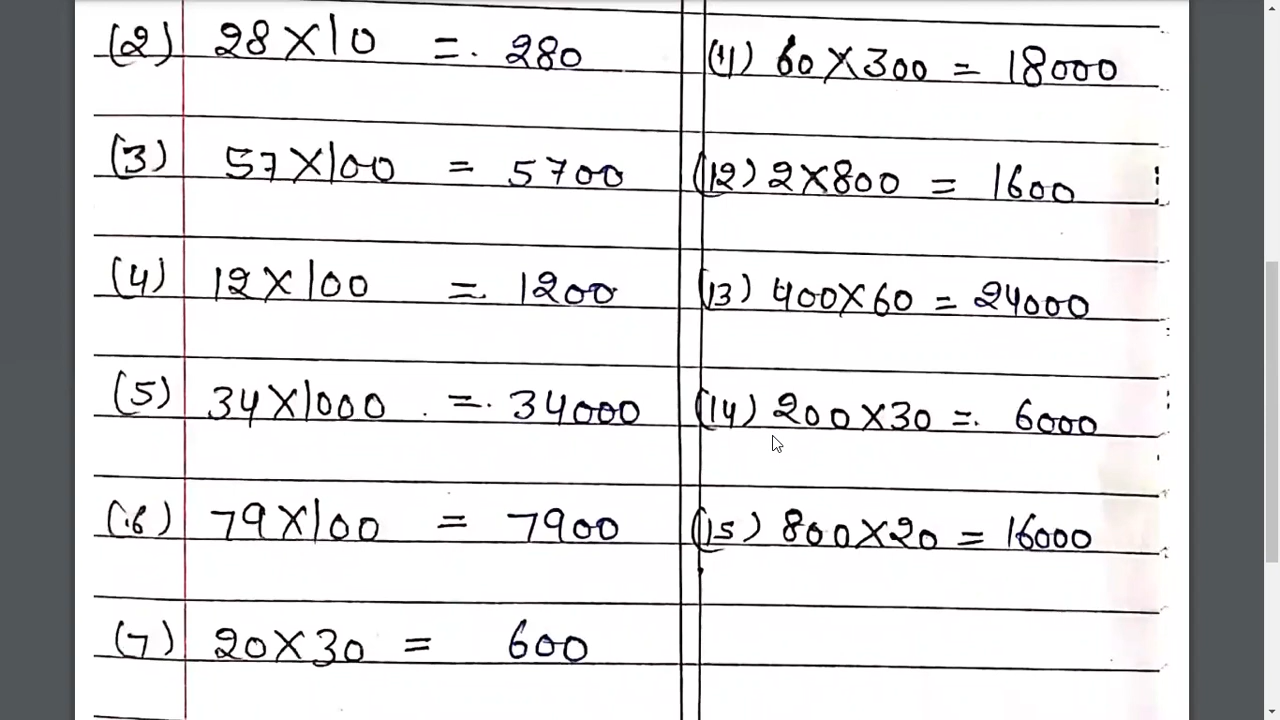 (2) 28 X 10 = 280
(3) 57 X 100 = 5700
(4) 12 X 100 = 1200
(5) 34 X 1000 = 34000
(6) 79 X 100 = 7900
(7) 20 X 30 = 600
(11) 60 X 300 = 18000
(12) 2 X 800 = 1600
(13) 400 X 60 = 24000
(14) 200 X 30 = 6000
(15) 800 X 20 = 16000